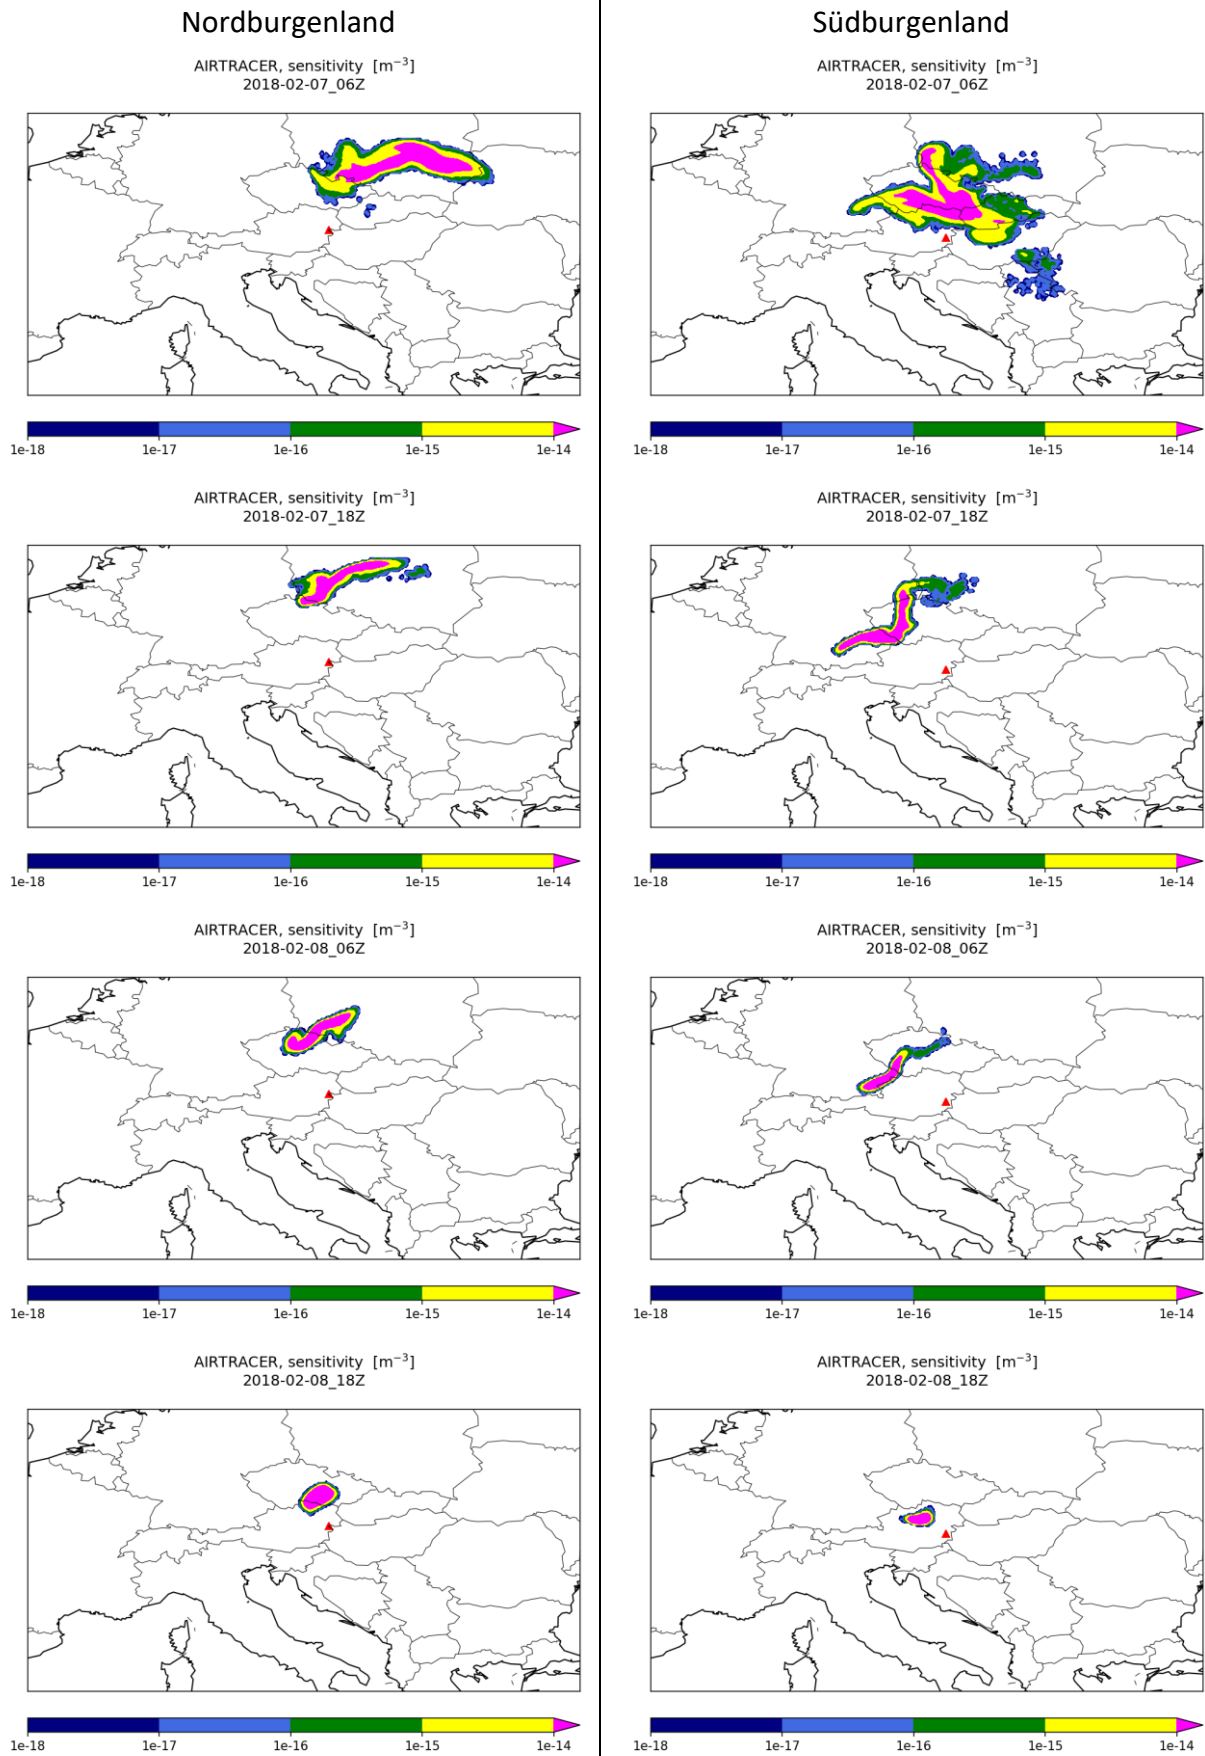 Nordburgenland
Südburgenland
AIRTRACER, sensitivity [m⁻³]
2018-02-07_06Z
AIRTRACER, sensitivity [m⁻³]
2018-02-07_06Z
1e-18 1e-17 1e-16 1e-15 1e-14
1e-18 1e-17 1e-16 1e-15 1e-14
AIRTRACER, sensitivity [m⁻³]
2018-02-07_18Z
AIRTRACER, sensitivity [m⁻³]
2018-02-07_18Z
1e-18 1e-17 1e-16 1e-15 1e-14
1e-18 1e-17 1e-16 1e-15 1e-14
AIRTRACER, sensitivity [m⁻³]
2018-02-08_06Z
AIRTRACER, sensitivity [m⁻³]
2018-02-08_06Z
1e-18 1e-17 1e-16 1e-15 1e-14
1e-18 1e-17 1e-16 1e-15 1e-14
AIRTRACER, sensitivity [m⁻³]
2018-02-08_18Z
AIRTRACER, sensitivity [m⁻³]
2018-02-08_18Z
1e-18 1e-17 1e-16 1e-15 1e-14
1e-18 1e-17 1e-16 1e-15 1e-14